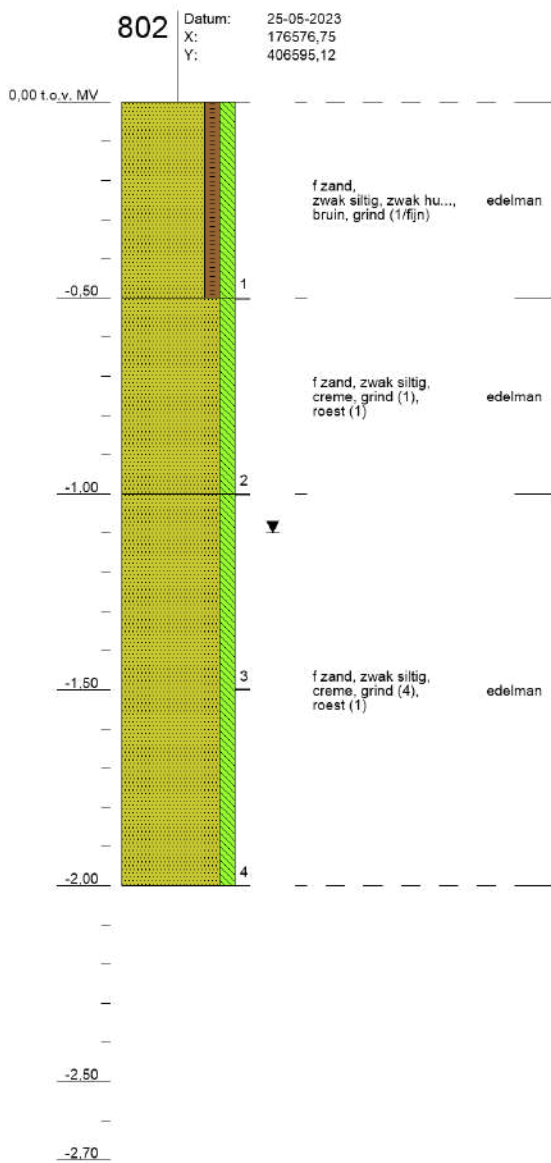 802
Datum: 25-05-2023
X: 176576,75
Y: 406595,12
0,00 t.o.v. MV
f zand,
zwak siltig, zwak hu..., edelman
bruin, grind (1/fijn)
1
-0,50
f zand, zwak siltig,
creme, grind (1), edelman
roest (1)
2
-1,00
f zand, zwak siltig,
creme, grind (4), edelman
roest (1)
3
-1,50
4
-2,00
-2,50
-2,70